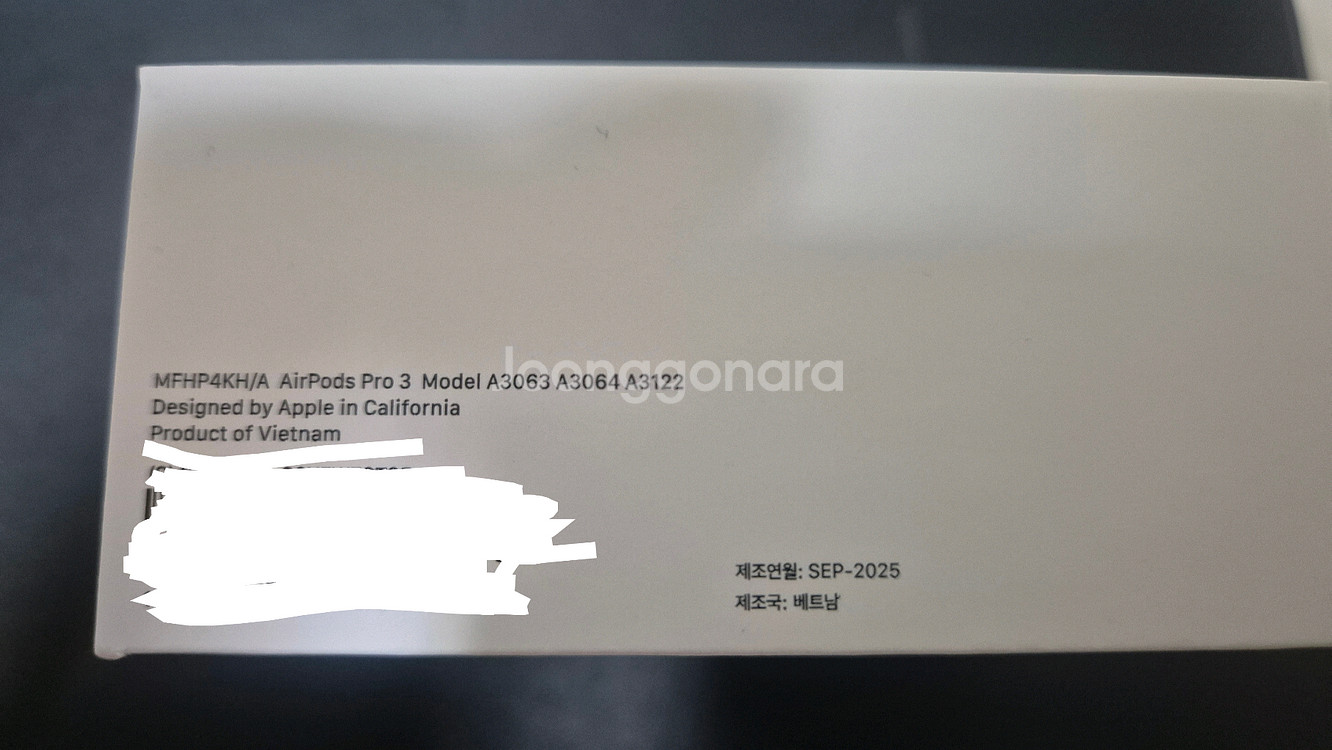 MFHP4KH/A AirPods Pro 3 Model A3063 A3064 A3122
Designed by Apple in California
Product of Vietnam
제조연월: SEP-2025
제조국: 베트남
joonggonara